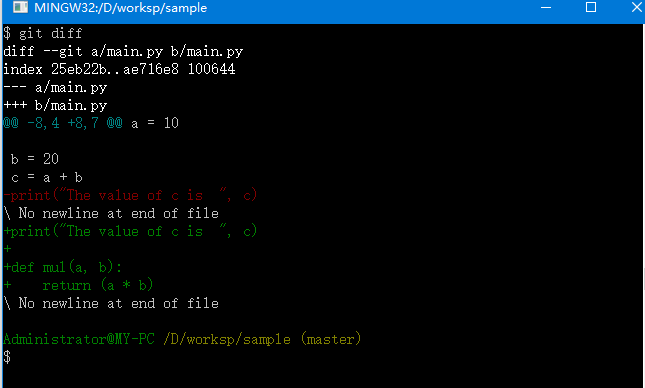 MINGW32:/D/worksp/sample
$ git diff
diff --git a/main.py b/main.py
index 25eb22b..ae716e8 100644
--- a/main.py
+++ b/main.py
@@ -8,4 +8,7 @@ a = 10

 b = 20
 c = a + b
-print("The value of c is  ", c)
\ No newline at end of file
+print("The value of c is  ", c)
+
+def mul(a, b):
+    return (a * b)
\ No newline at end of file

Administrator@MY-PC /D/worksp/sample (master)
$